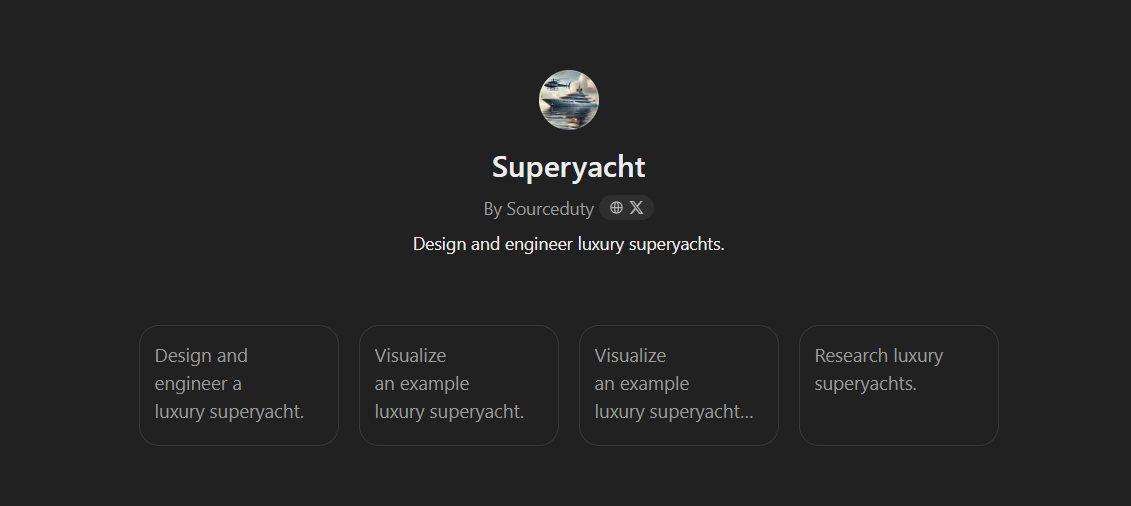 Superyacht
By Sourceduty
Design and engineer luxury superyachts.
Design and
engineer a
luxury superyacht.
Visualize
an example
luxury superyacht.
Visualize
an example
luxury superyacht...
Research luxury
superyachts.